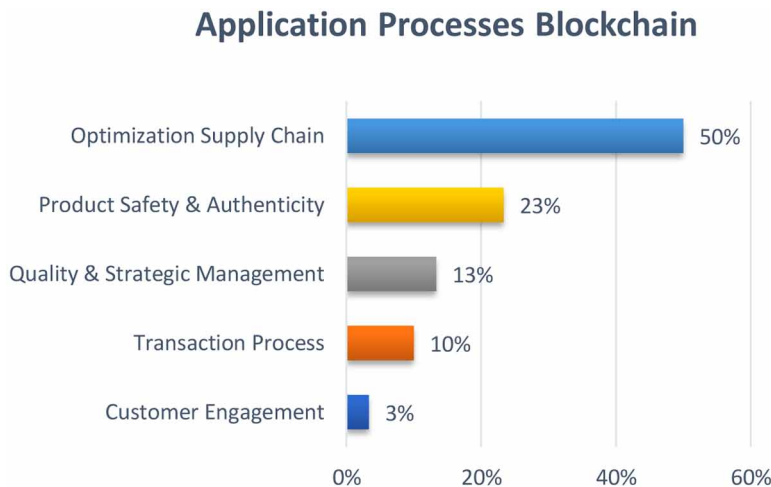 Application Processes Blockchain
Optimization Supply Chain 50%
Product Safety & Authenticity 23%
Quality & Strategic Management 13%
Transaction Process 10%
Customer Engagement 3%
0% 20% 40% 60%